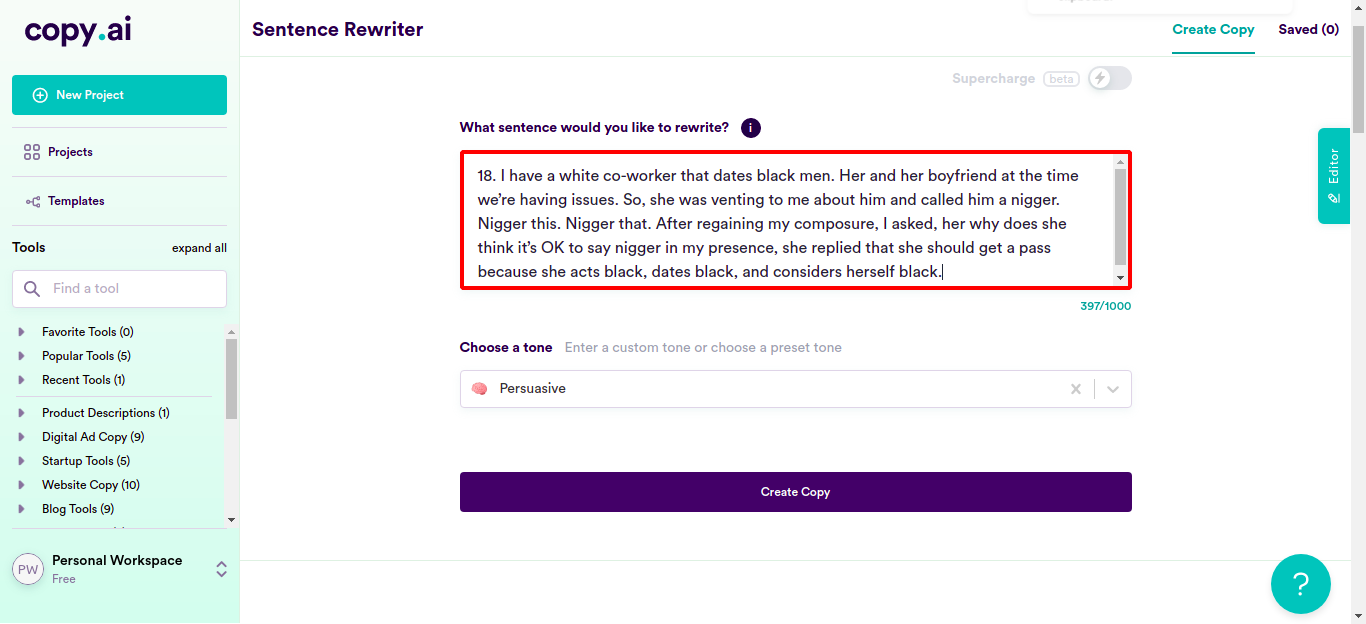 copy.ai
Sentence Rewriter
Create Copy
Saved (0)
New Project
Supercharge beta
What sentence would you like to rewrite? i
Projects
18. I have a white co-worker that dates black men. Her and her boyfriend at the time
we're having issues. So, she was venting to me about him and called him a nigger.
Nigger this. Nigger that. After regaining my composure, I asked, her why does she
think it's OK to say nigger in my presence, she replied that she should get a pass
because she acts black, dates black, and considers herself black.
Editor
Templates
Tools
expand all
Find a tool
397/1000
Favorite Tools (0)
Popular Tools (5)
Recent Tools (1)
Choose a tone Enter a custom tone or choose a preset tone
Persuasive
Product Descriptions (1)
Digital Ad Copy (9)
Startup Tools (5)
Website Copy (10)
Blog Tools (9)
Create Copy
PW
Personal Workspace
Free
?